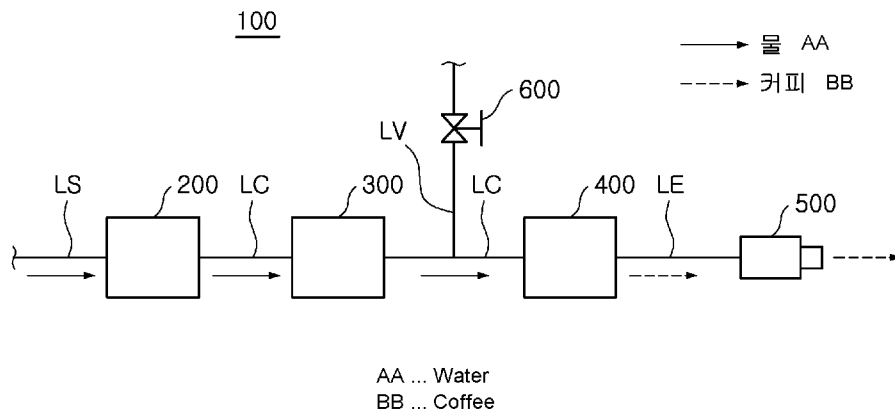 100
물 AA
커피 BB
600
LV
LS
200
LC
300
LC
400
LE
500
AA ... Water
BB ... Coffee